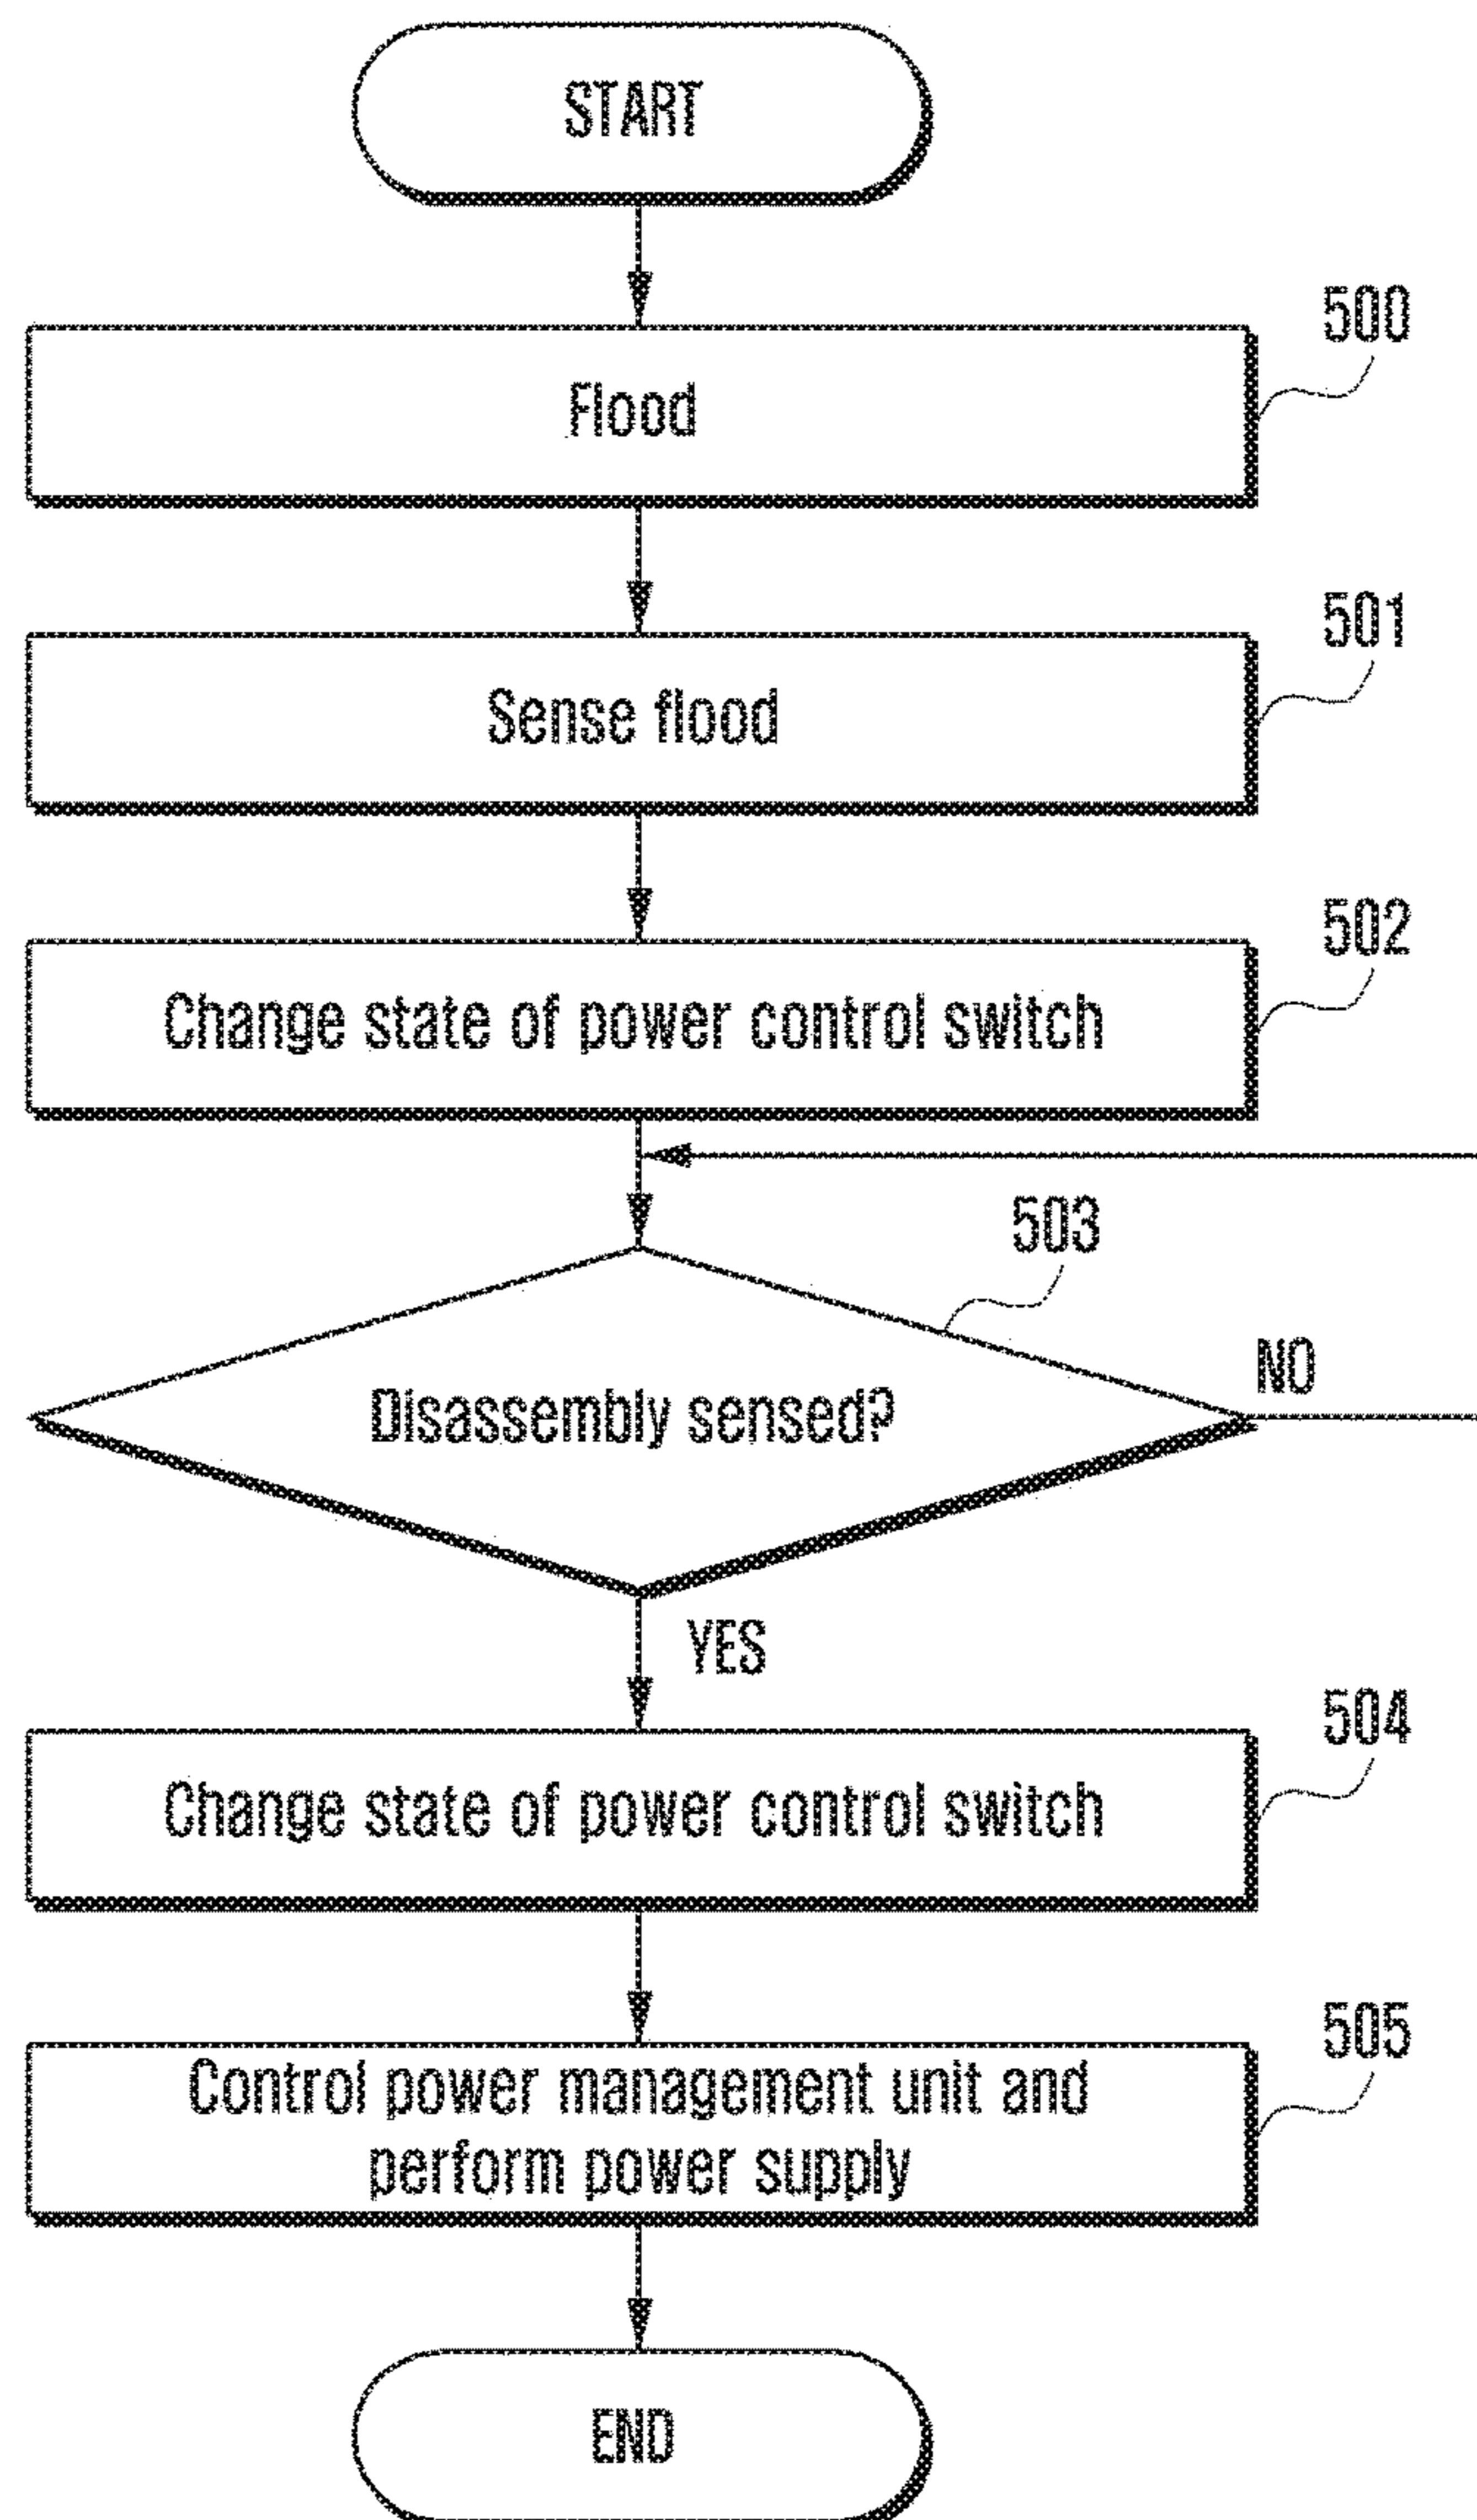 START
500
Flood
501
Sense flood
502
Change state of power control switch
503
Disassembly sensed?
NO
YES
504
Change state of power control switch
505
Control power management unit and
perform power supply
END